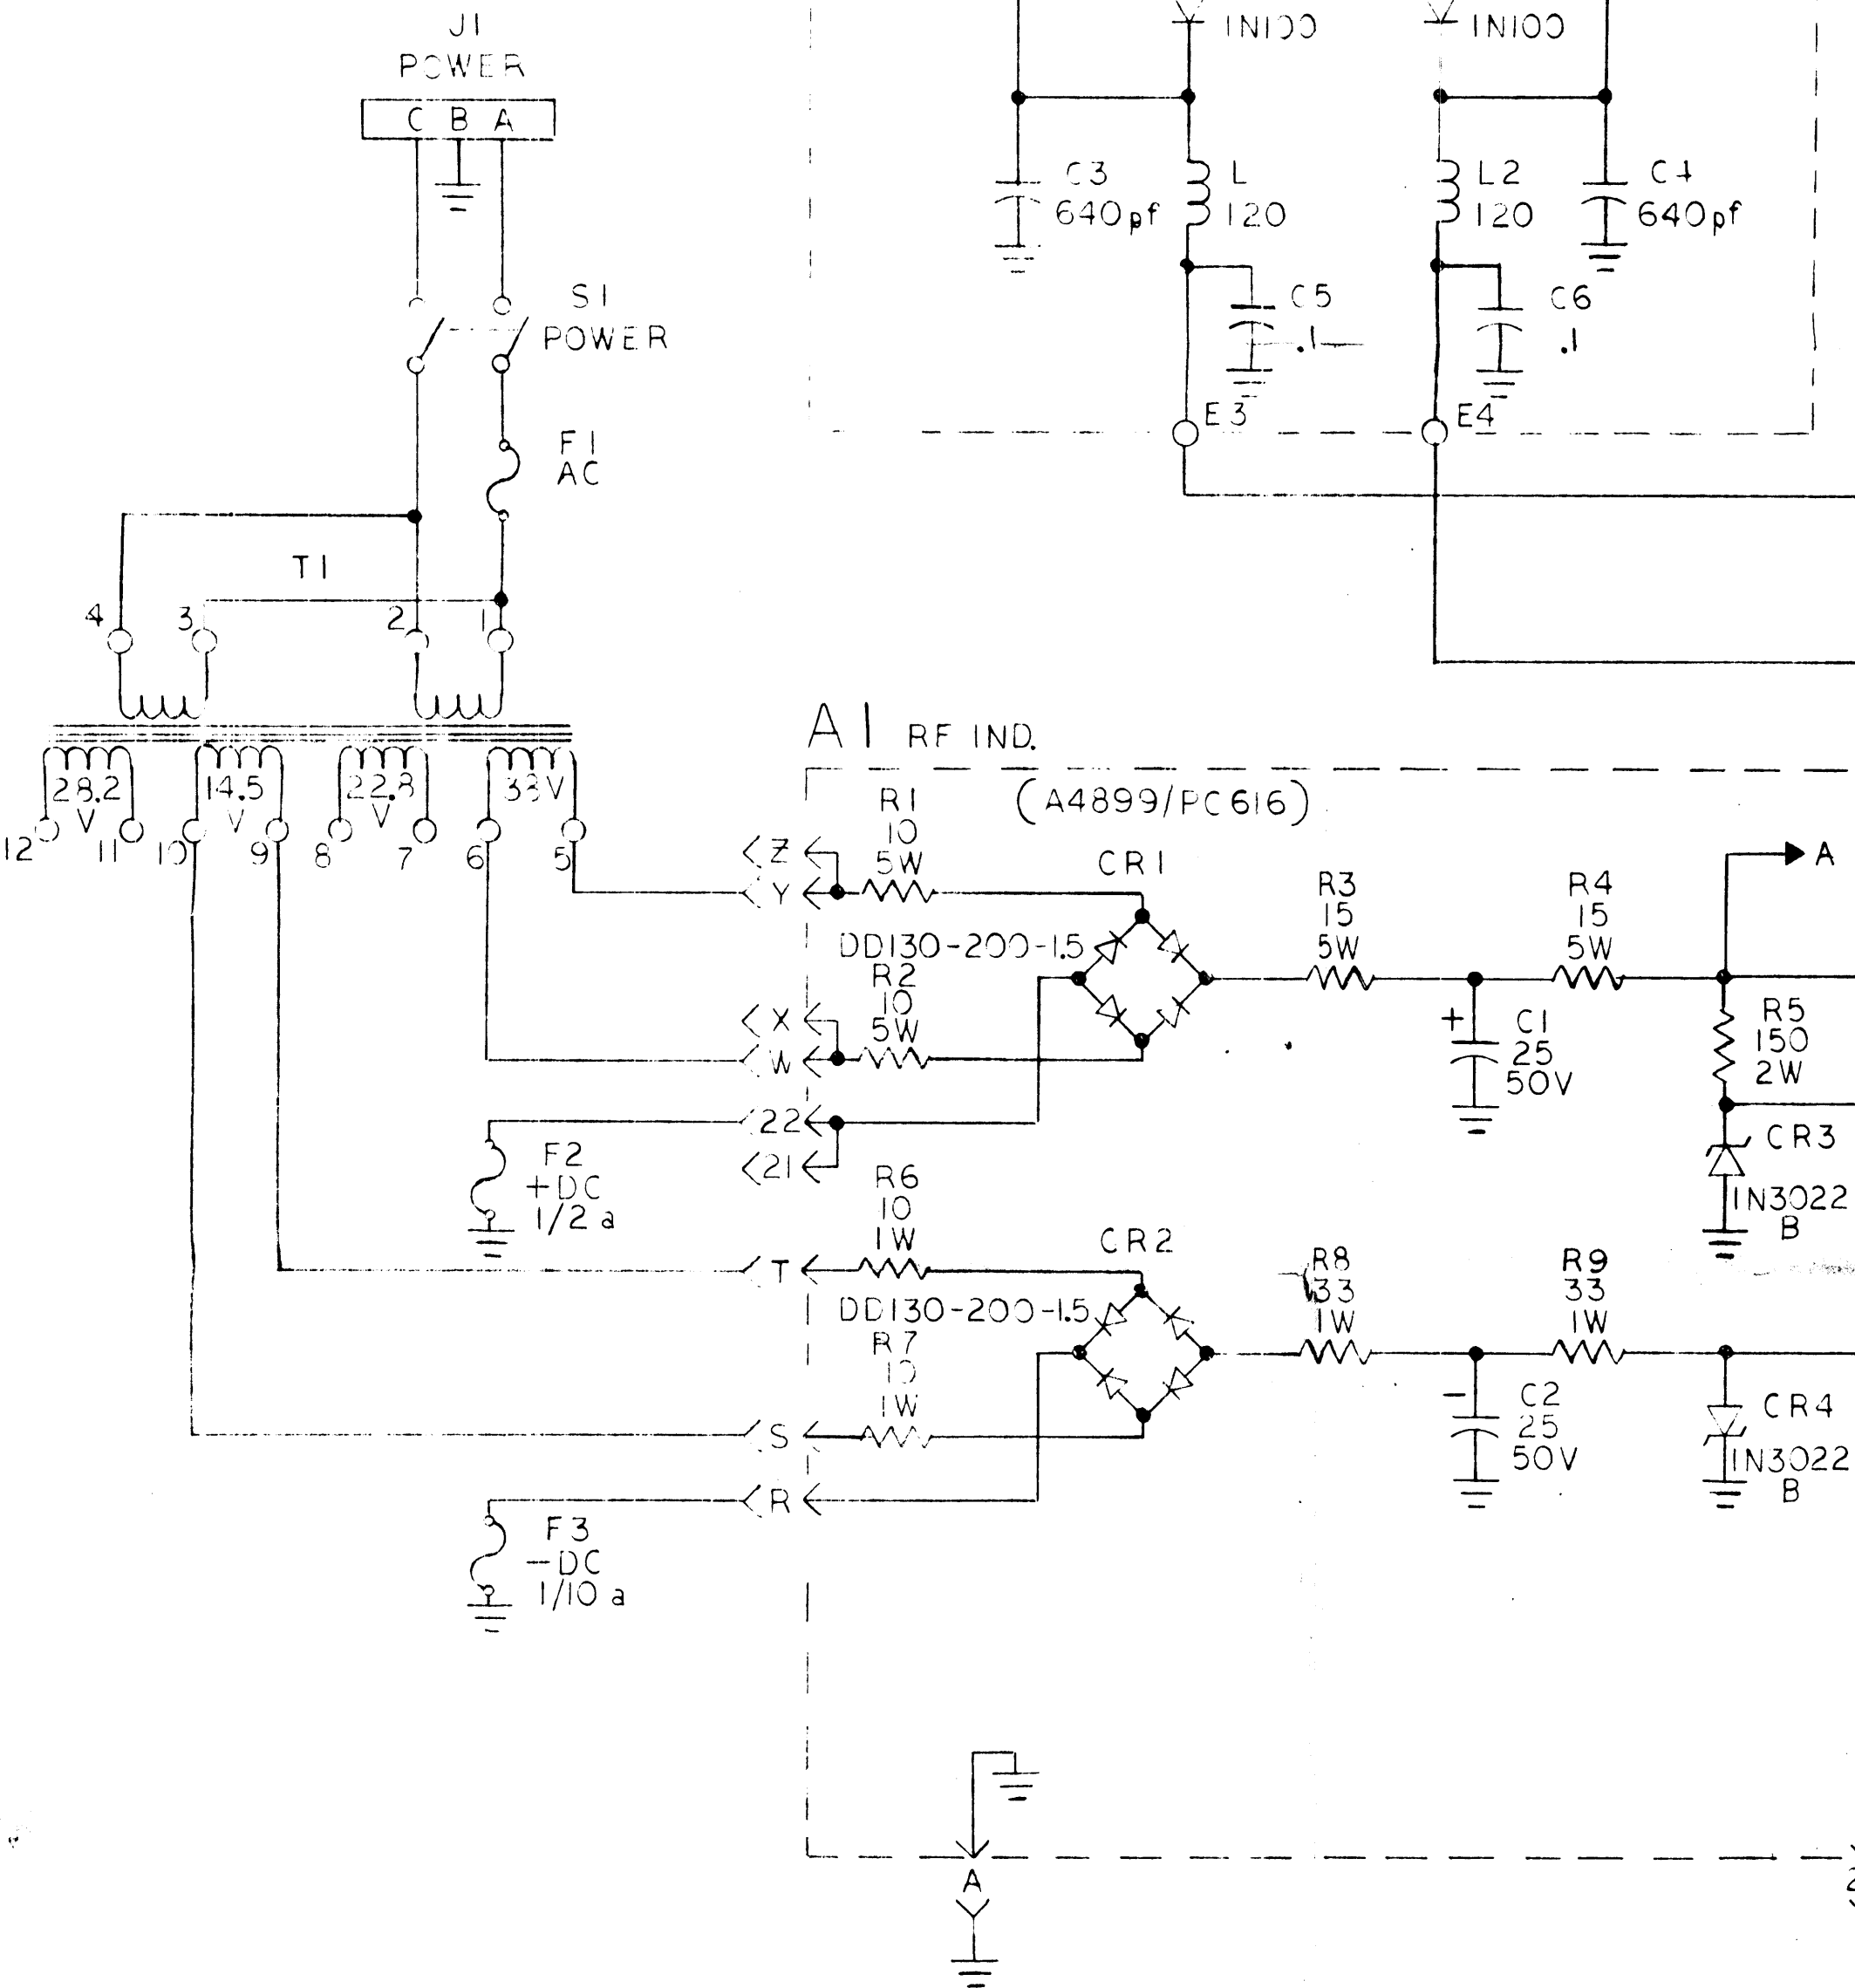 J1
POWER
C B A
S1
POWER
F1
AC
T1
4
3
2
1
28.2
V
14.5
V
22.8
V
33V
12
11
10
9
8
7
6
5
1N100
1N100
C3
640pf
L
120
L2
120
C4
640pf
C5
.1
C6
.1
E3
E4
A1 RF IND.
(A4899/PC616)
Z
Y
R1
10
5W
CR1
DD130-200-1.5
R2
10
5W
X
W
22
21
F2
+DC
1/2 a
R3
15
5W
R4
15
5W
A
+
C1
25
50V
R5
150
2W
CR3
1N3022
B
R6
10
1W
T
CR2
DD130-200-1.5
R7
10
1W
S
R
F3
-DC
1/10 a
R8
33
1W
R9
33
1W
-
C2
25
50V
CR4
1N3022
B
A